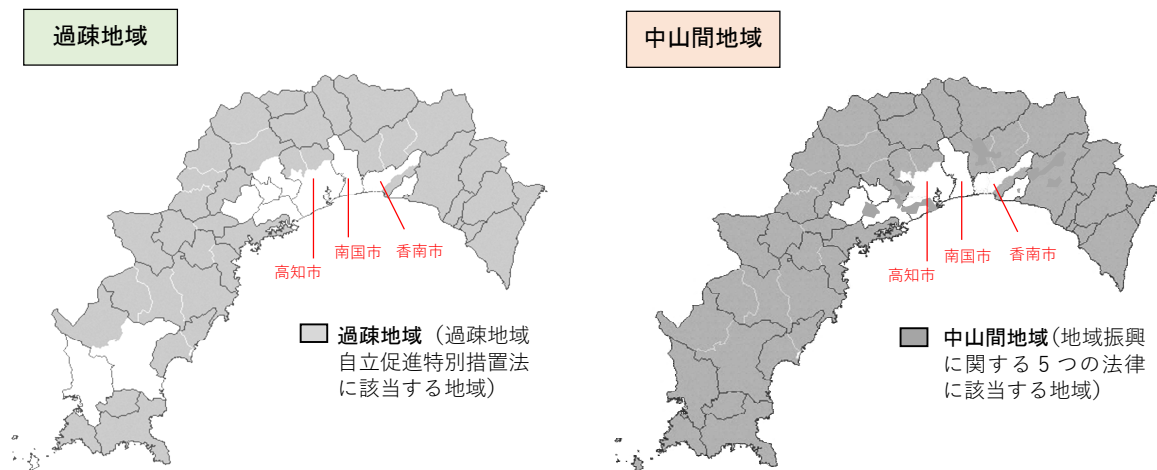 過疎地域
高知市
南国市
香南市
過疎地域（過疎地域
自立促進特別措置法
に該当する地域）
中山間地域
高知市
南国市
香南市
中山間地域（地域振興
に関する５つの法律
に該当する地域）